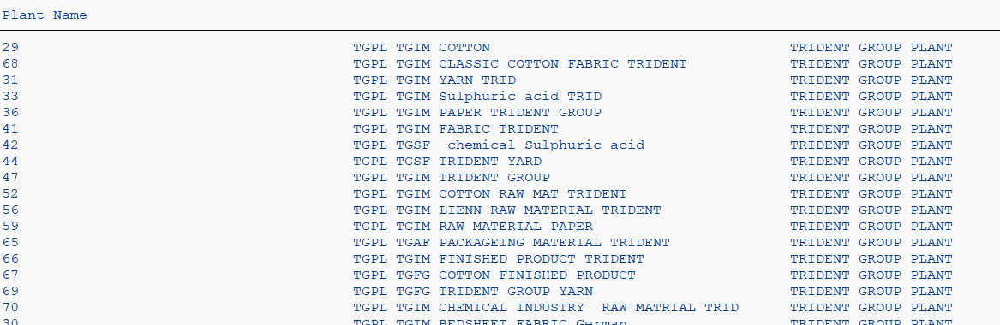 Plant Name
29 TGPL TGIM COTTON TRIDENT GROUP PLANT
68 TGPL TGIM CLASSIC COTTON FABRIC TRIDENT TRIDENT GROUP PLANT
31 TGPL TGIM YARN TRID TRIDENT GROUP PLANT
33 TGPL TGIM Sulphuric acid TRID TRIDENT GROUP PLANT
36 TGPL TGIM PAPER TRIDENT GROUP TRIDENT GROUP PLANT
41 TGPL TGIM FABRIC TRIDENT TRIDENT GROUP PLANT
42 TGPL TGSF chemical Sulphuric acid TRIDENT GROUP PLANT
44 TGPL TGSF TRIDENT YARD TRIDENT GROUP PLANT
47 TGPL TGIM TRIDENT GROUP TRIDENT GROUP PLANT
52 TGPL TGIM COTTON RAW MAT TRIDENT TRIDENT GROUP PLANT
56 TGPL TGIM LIENN RAW MATERIAL TRIDENT TRIDENT GROUP PLANT
59 TGPL TGIM RAW MATERIAL PAPER TRIDENT GROUP PLANT
65 TGPL TGAF PACKAGEING MATERIAL TRIDENT TRIDENT GROUP PLANT
66 TGPL TGIM FINISHED PRODUCT TRIDENT TRIDENT GROUP PLANT
67 TGPL TGFG COTTON FINISHED PRODUCT TRIDENT GROUP PLANT
69 TGPL TGFG TRIDENT GROUP YARN TRIDENT GROUP PLANT
70 TGPL TGIM CHEMICAL INDUSTRY RAW MATRIAL TRID TRIDENT GROUP PLANT
30 TGPL TGIM BEDSHEET FABRIC German TRIDENT GROUP PLANT